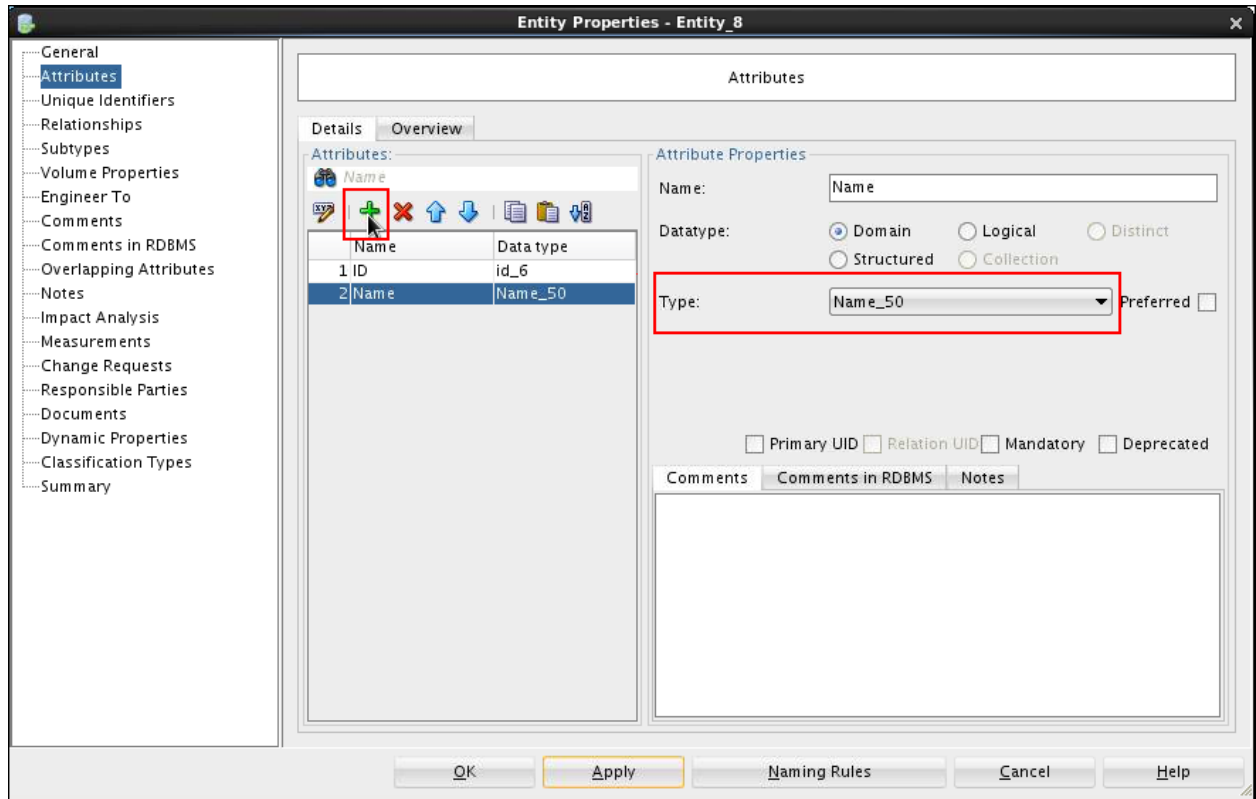 Entity Properties - Entity_8
General
Attributes
Unique Identifiers
Relationships
Subtypes
Volume Properties
Engineer To
Comments
Comments in RDBMS
Overlapping Attributes
Notes
Impact Analysis
Measurements
Change Requests
Responsible Parties
Documents
Dynamic Properties
Classification Types
Summary
Attributes
Details Overview
Attributes:
Name
Name Data type
1 ID id_6
2 Name Name_50
Attribute Properties
Name: Name
Datatype: Domain Logical Distinct
Structured Collection
Type: Name_50 Preferred
Primary UID Relation UID Mandatory Deprecated
Comments Comments in RDBMS Notes
OK Apply Naming Rules Cancel Help